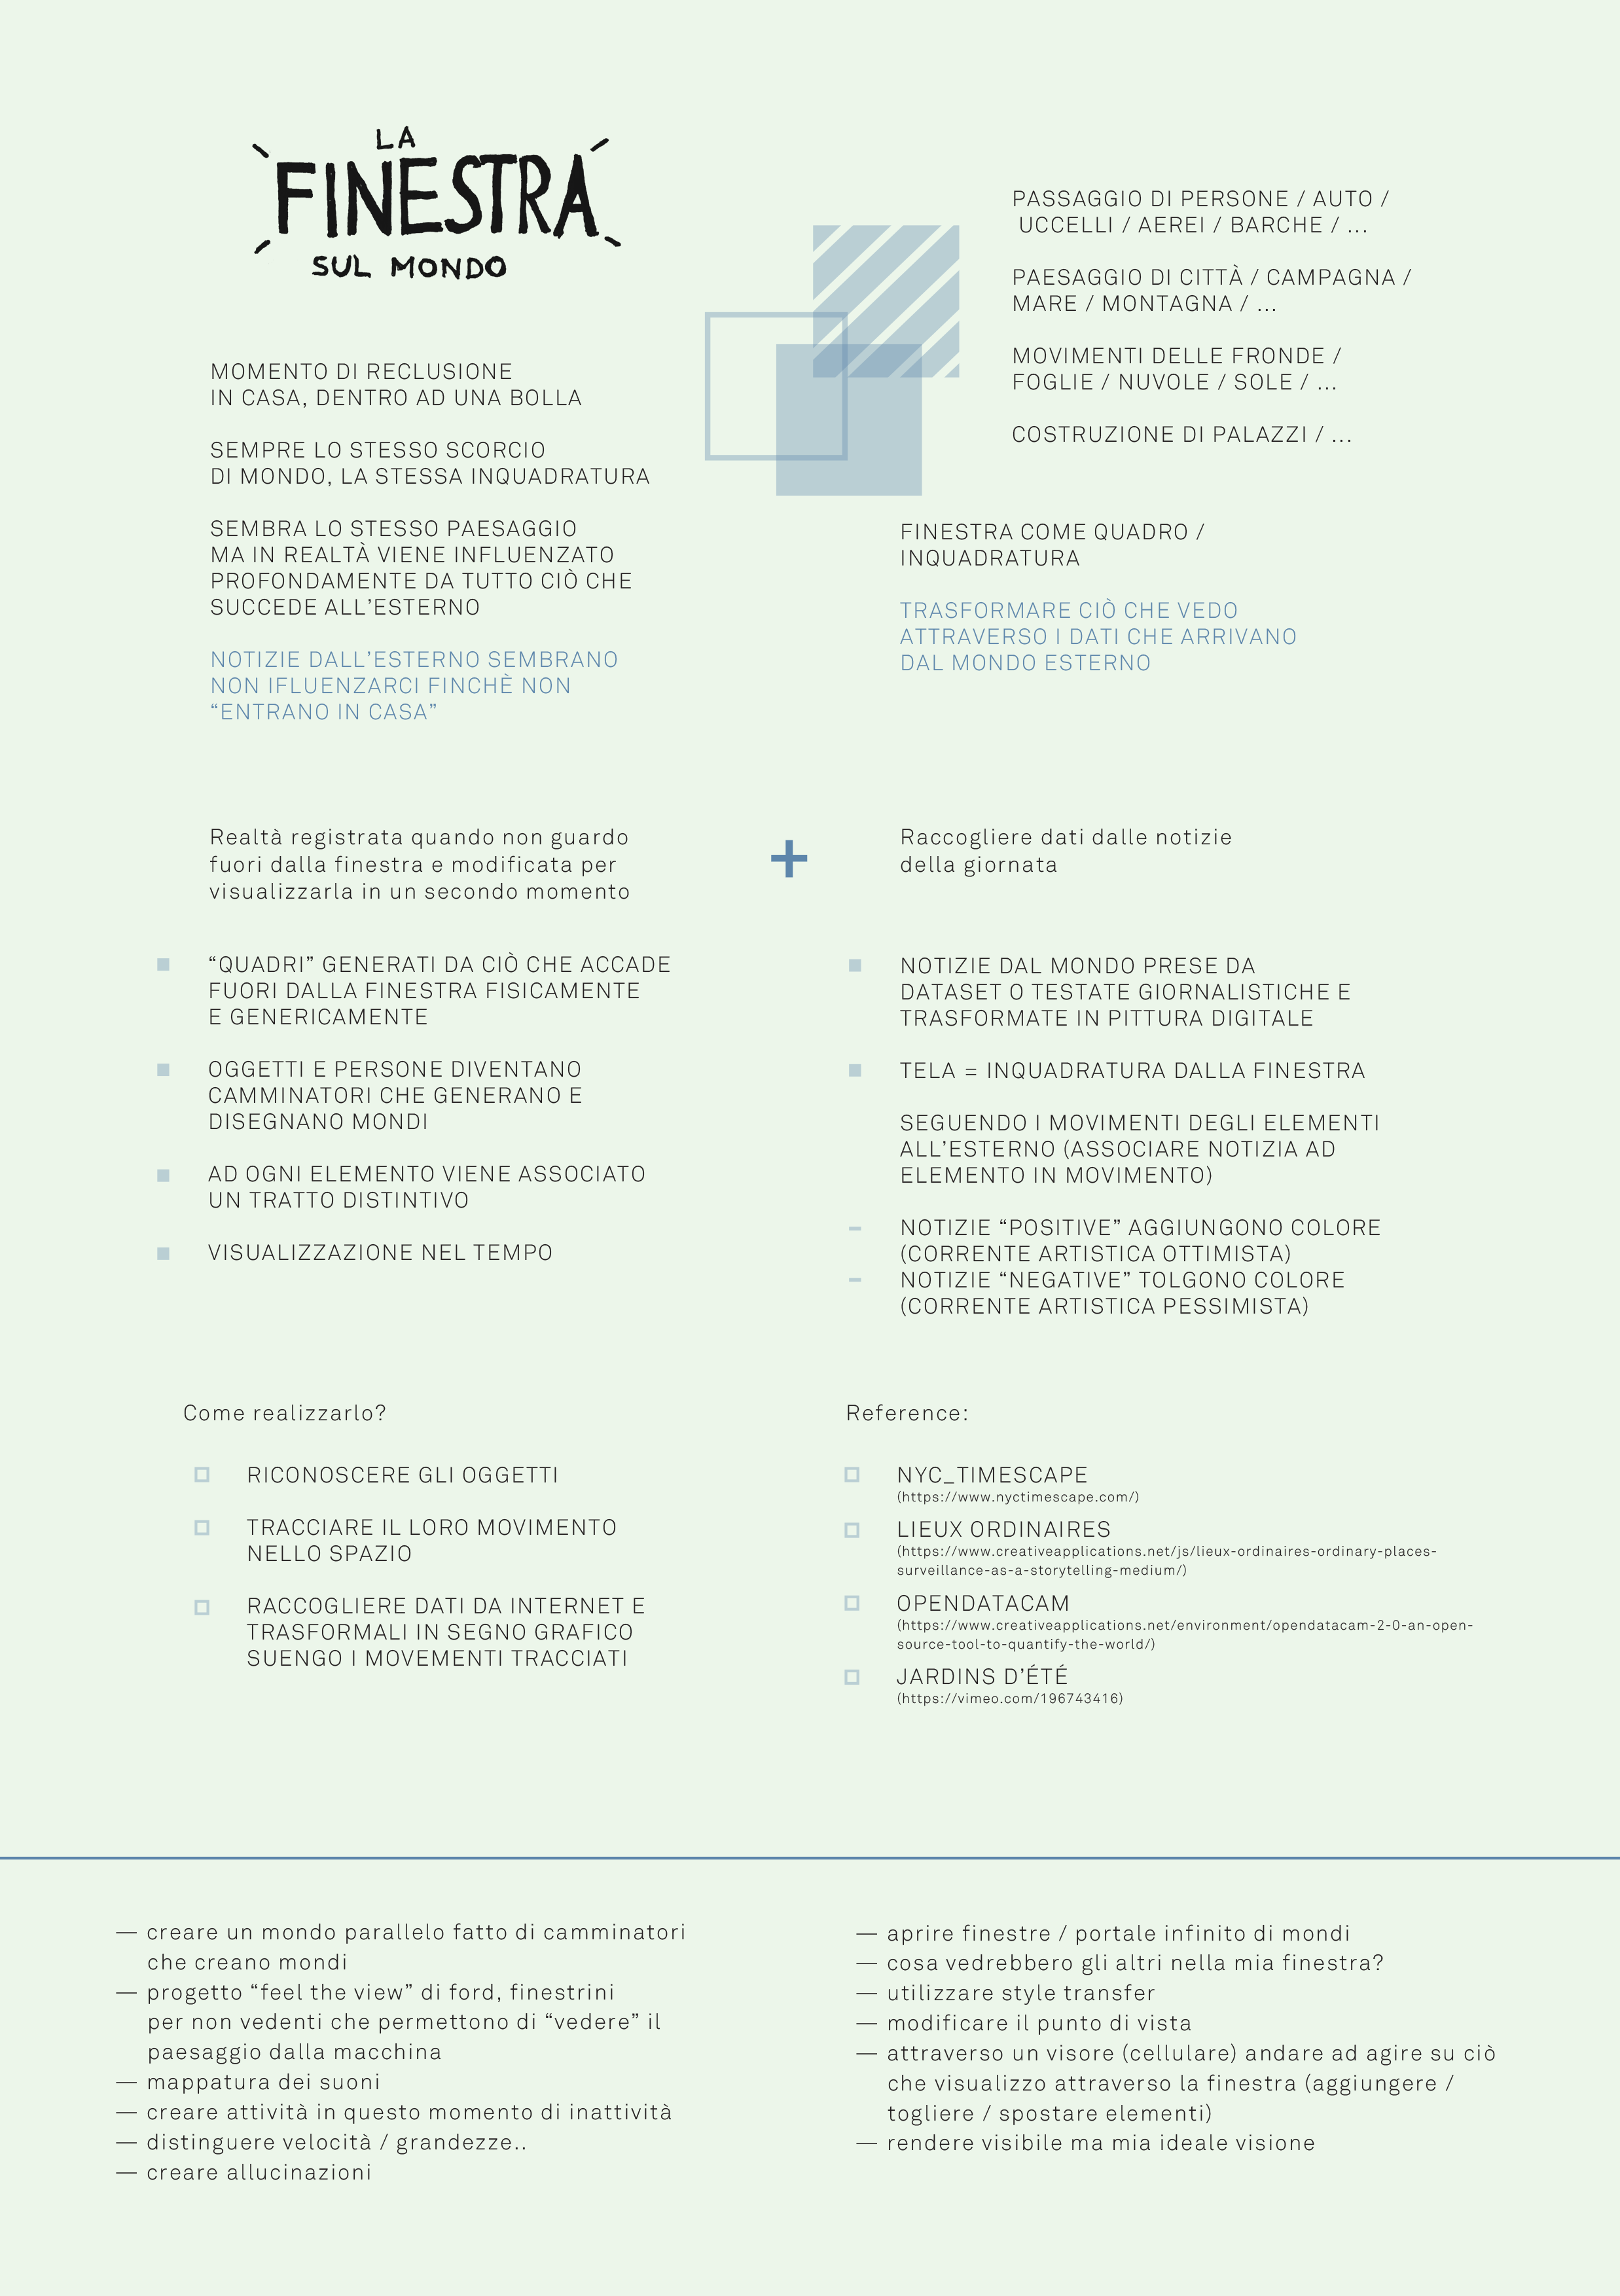 LA
FINESTRA
SUL MONDO
MOMENTO DI RECLUSIONE
IN CASA, DENTRO AD UNA BOLLA
SEMPRE LO STESSO SCORCIO
DI MONDO, LA STESSA INQUADRATURA
SEMBRA LO STESSO PAESAGGIO
MA IN REALTÀ VIENE INFLUENZATO
PROFONDAMENTE DA TUTTO CIÒ CHE
SUCCEDE ALL’ESTERNO
NOTIZIE DALL’ESTERNO SEMBRANO
NON IFLUENZARCI FINCHÈ NON
“ENTRANO IN CASA”
PASSAGGIO DI PERSONE / AUTO /
UCCELLI / AEREI / BARCHE / ...
PAESAGGIO DI CITTÀ / CAMPAGNA /
MARE / MONTAGNA / ...
MOVIMENTI DELLE FRONDE /
FOGLIE / NUVOLE / SOLE / ...
COSTRUZIONE DI PALAZZI / ...
FINESTRA COME QUADRO /
INQUADRATURA
TRASFORMARE CIÒ CHE VEDO
ATTRAVERSO I DATI CHE ARRIVANO
DAL MONDO ESTERNO
Realtà registrata quando non guardo
fuori dalla finestra e modificata per
visualizzarla in un secondo momento
+
Raccogliere dati dalle notizie
della giornata
“QUADRI” GENERATI DA CIÒ CHE ACCADE
FUORI DALLA FINESTRA FISICAMENTE
E GENERICAMENTE
OGGETTI E PERSONE DIVENTANO
CAMMINATORI CHE GENERANO E
DISEGNANO MONDI
AD OGNI ELEMENTO VIENE ASSOCIATO
UN TRATTO DISTINTIVO
VISUALIZZAZIONE NEL TEMPO
NOTIZIE DAL MONDO PRESE DA
DATASET O TESTATE GIORNALISTICHE E
TRASFORMATE IN PITTURA DIGITALE
TELA = INQUADRATURA DALLA FINESTRA
SEGUENDO I MOVIMENTI DEGLI ELEMENTI
ALL’ESTERNO (ASSOCIARE NOTIZIA AD
ELEMENTO IN MOVIMENTO)
– NOTIZIE “POSITIVE” AGGIUNGONO COLORE
(CORRENTE ARTISTICA OTTIMISTA)
– NOTIZIE “NEGATIVE” TOLGONO COLORE
(CORRENTE ARTISTICA PESSIMISTA)
Come realizzarlo?
RICONOSCERE GLI OGGETTI
TRACCIARE IL LORO MOVIMENTO
NELLO SPAZIO
RACCOGLIERE DATI DA INTERNET E
TRASFORMALI IN SEGNO GRAFICO
SUENGO I MOVEMENTI TRACCIATI
Reference:
NYC_TIMESCAPE
(https://www.nyctimescape.com/)
LIEUX ORDINAIRES
(https://www.creativeapplications.net/js/lieux-ordinaires-ordinary-places-
surveillance-as-a-storytelling-medium/)
OPENDATACAM
(https://www.creativeapplications.net/environment/opendatacam-2-0-an-open-
source-tool-to-quantify-the-world/)
JARDINS D’ÉTÉ
(https://vimeo.com/196743416)
— creare un mondo parallelo fatto di camminatori
che creano mondi
— progetto “feel the view” di ford, finestrini
per non vedenti che permettono di “vedere” il
paesaggio dalla macchina
— mappatura dei suoni
— creare attività in questo momento di inattività
— distinguere velocità / grandezze..
— creare allucinazioni
— aprire finestre / portale infinito di mondi
— cosa vedrebbero gli altri nella mia finestra?
— utilizzare style transfer
— modificare il punto di vista
— attraverso un visore (cellulare) andare ad agire su ciò
che visualizzo attraverso la finestra (aggiungere /
togliere / spostare elementi)
— rendere visibile ma mia ideale visione